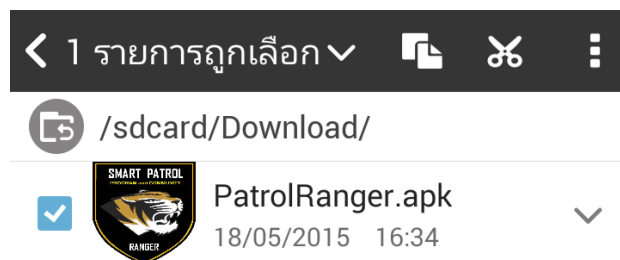 1 รายการถูกเลือก
/sdcard/Download/
SMART PATROL
RANGER
PatrolRanger.apk
18/05/2015 16:34